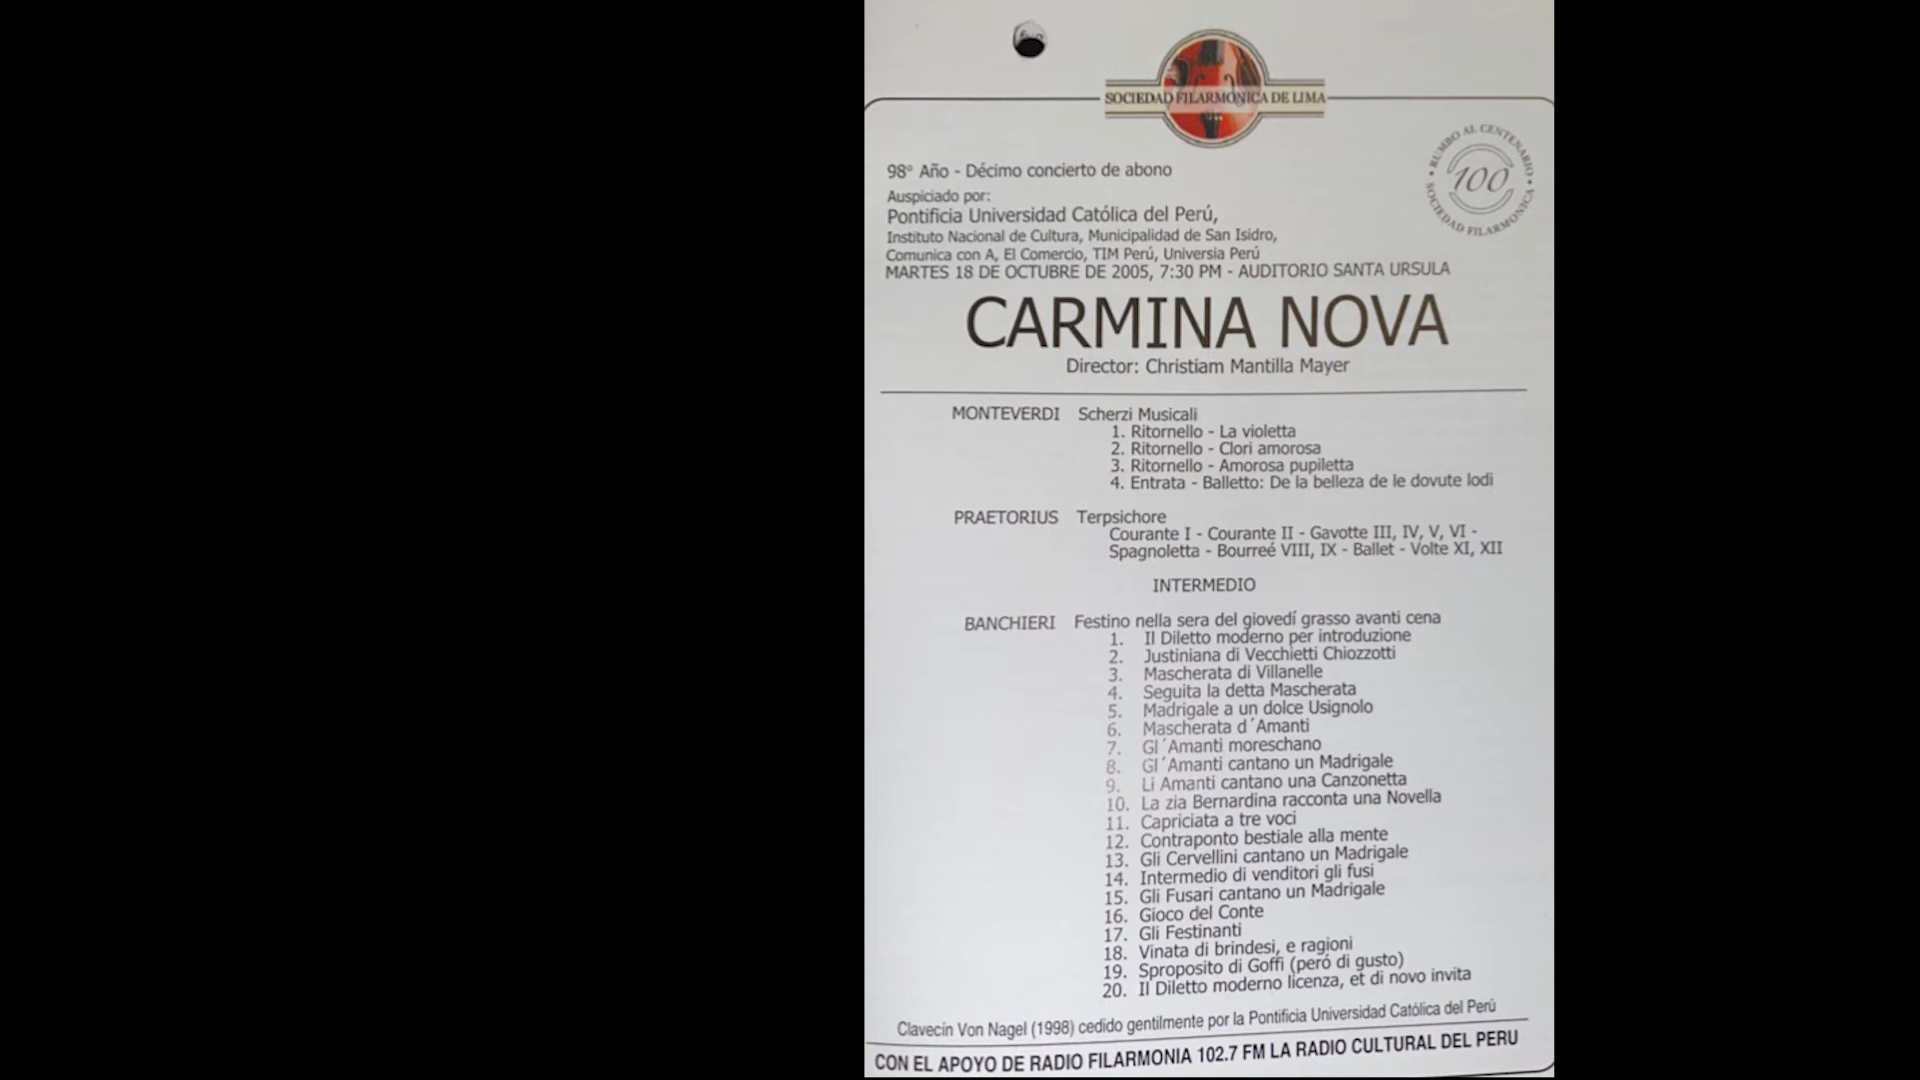 SOCIEDAD FILARMÓNICA DE LIMA
RUMBO AL CENTENARIO • SOCIEDAD FILARMONICA •
100
98° Año - Décimo concierto de abono
Auspiciado por:
Pontificia Universidad Católica del Perú,
Instituto Nacional de Cultura, Municipalidad de San Isidro,
Comunica con A, El Comercio, TIM Perú, Universia Perú
MARTES 18 DE OCTUBRE DE 2005, 7:30 PM - AUDITORIO SANTA URSULA
CARMINA NOVA
Director: Christiam Mantilla Mayer
MONTEVERDI Scherzi Musicali
1. Ritornello - La violetta
2. Ritornello - Clori amorosa
3. Ritornello - Amorosa pupiletta
4. Entrata - Balletto: De la belleza de le dovute lodi
PRAETORIUS Terpsichore
Courante I - Courante II - Gavotte III, IV, V, VI -
Spagnoletta - Bourreé VIII, IX - Ballet - Volte XI, XII
INTERMEDIO
BANCHIERI Festino nella sera del giovedí grasso avanti cena
1. Il Diletto moderno per introduzione
2. Justiniana di Vecchietti Chiozzotti
3. Mascherata di Villanelle
4. Seguita la detta Mascherata
5. Madrigale a un dolce Usignolo
6. Mascherata d´Amanti
7. Gl´Amanti moreschano
8. Gl´Amanti cantano un Madrigale
9. Li Amanti cantano una Canzonetta
10. La zia Bernardina racconta una Novella
11. Capriciata a tre voci
12. Contraponto bestiale alla mente
13. Gli Cervellini cantano un Madrigale
14. Intermedio di venditori gli fusi
15. Gli Fusari cantano un Madrigale
16. Gioco del Conte
17. Gli Festinanti
18. Vinata di brindesi, e ragioni
19. Sproposito di Goffi (peró di gusto)
20. Il Diletto moderno licenza, et di novo invita
Clavecín Von Nagel (1998) cedido gentilmente por la Pontificia Universidad Católica del Perú
CON EL APOYO DE RADIO FILARMONIA 102.7 FM LA RADIO CULTURAL DEL PERU